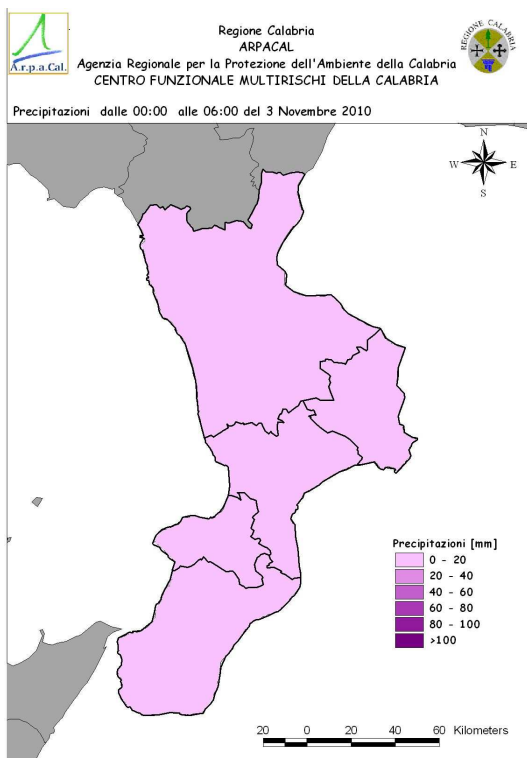 A.r.p.a.Cal.
Regione Calabria
ARPACAL
Agenzia Regionale per la Protezione dell'Ambiente della Calabria
CENTRO FUNZIONALE MULTIRISCHI DELLA CALABRIA
REGIONE CALABRIA
Precipitazioni dalle 00:00 alle 06:00 del 3 Novembre 2010
N
W E
S
Precipitazioni [mm]
0 - 20
20 - 40
40 - 60
60 - 80
80 - 100
>100
20 0 20 40 60 Kilometers